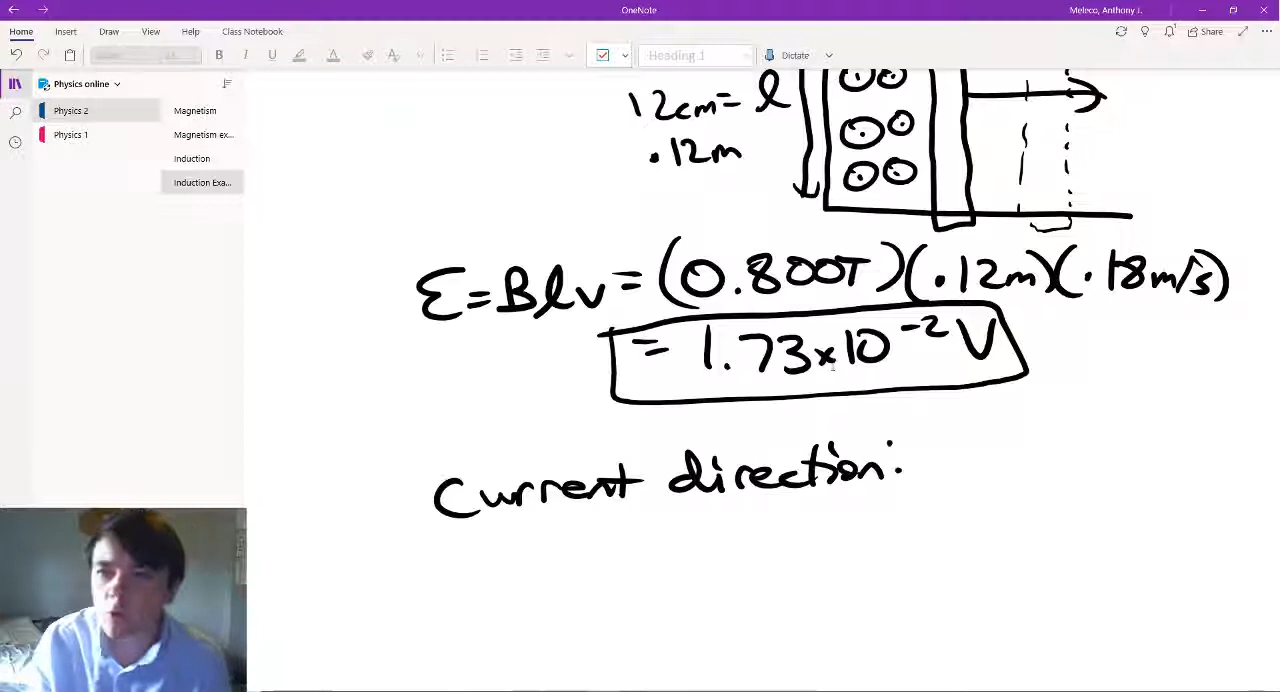 OneNote
Meleco, Anthony J.
Home Insert Draw View Help Class Notebook
Share
B I U A Heading 1 Dictate
Physics online
Physics 2
Physics 1
Magnetism
Magnetism ex...
Induction
Induction Exa...
12cm= l
.12m
ε=Blv=(0.800T)(.12m)(.18m/s)
= 1.73×10⁻² V
Current direction: